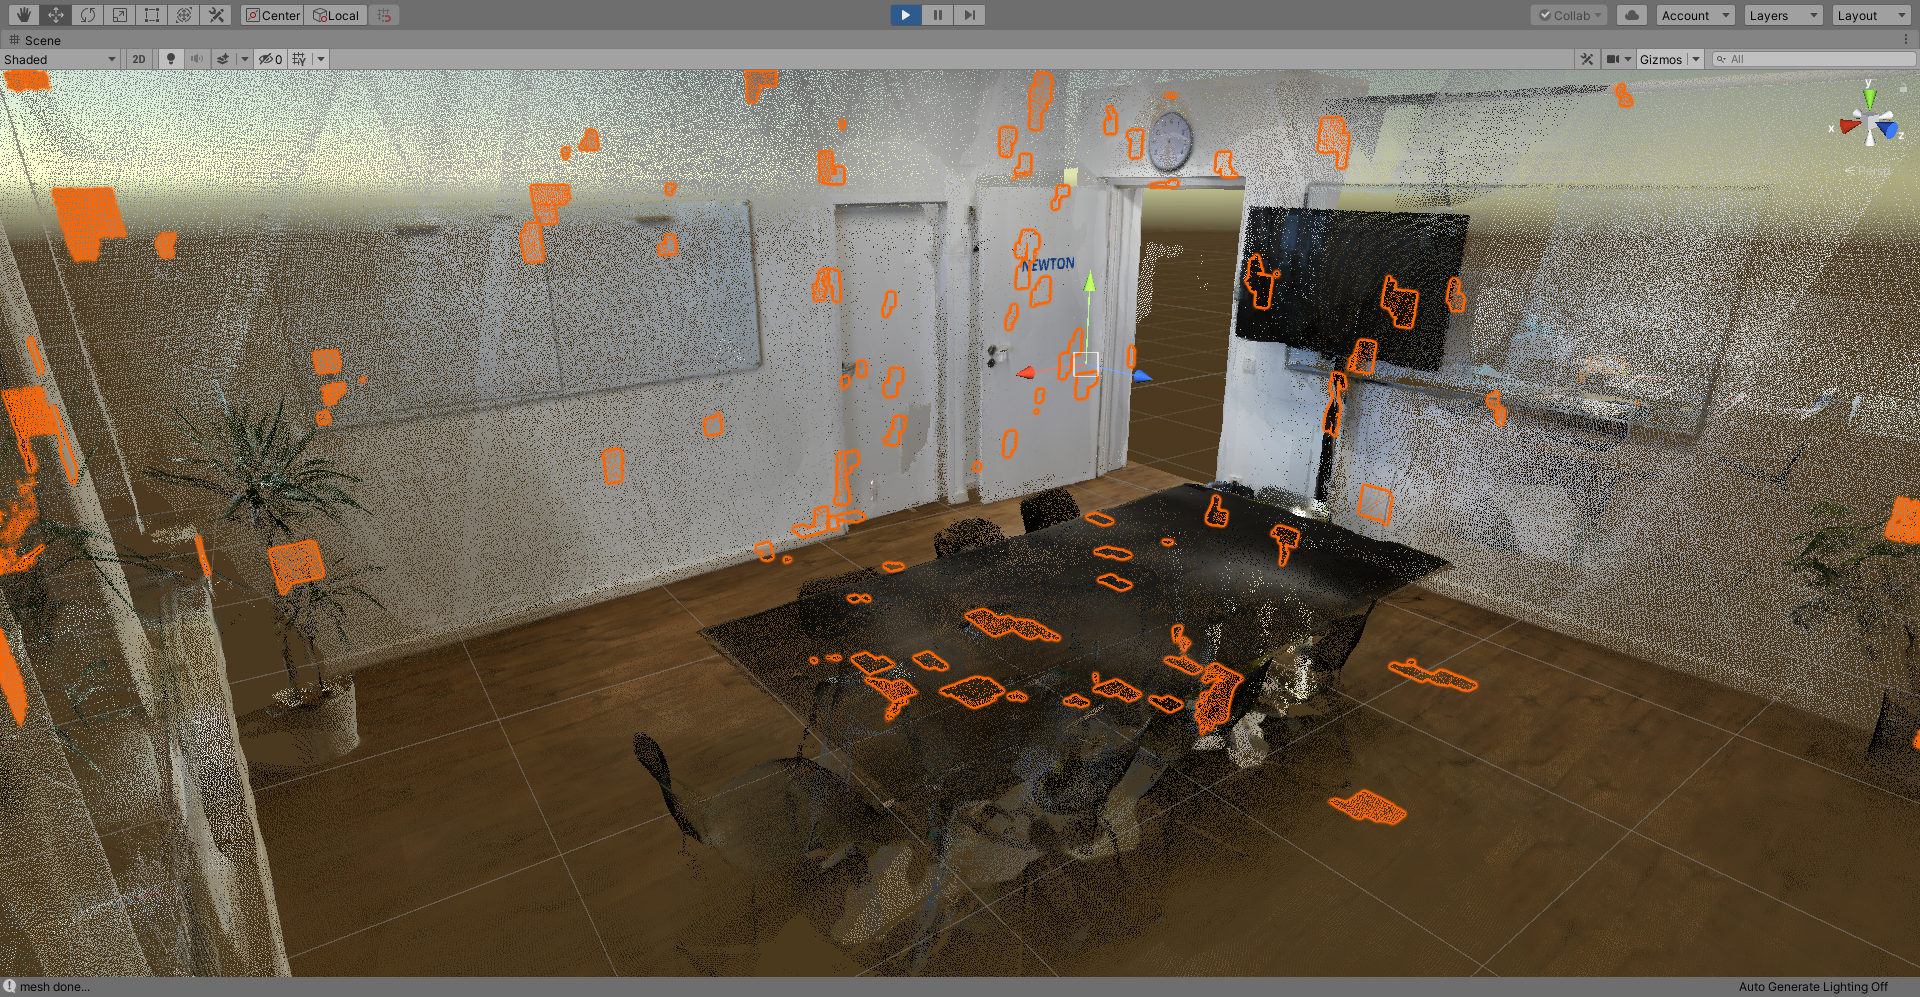 Center
Local
Collab
Account
Layers
Layout
Scene
Shaded
2D
0
Gizmos
All
y
x
z
Persp
NEWTON
mesh done...
Auto Generate Lighting Off